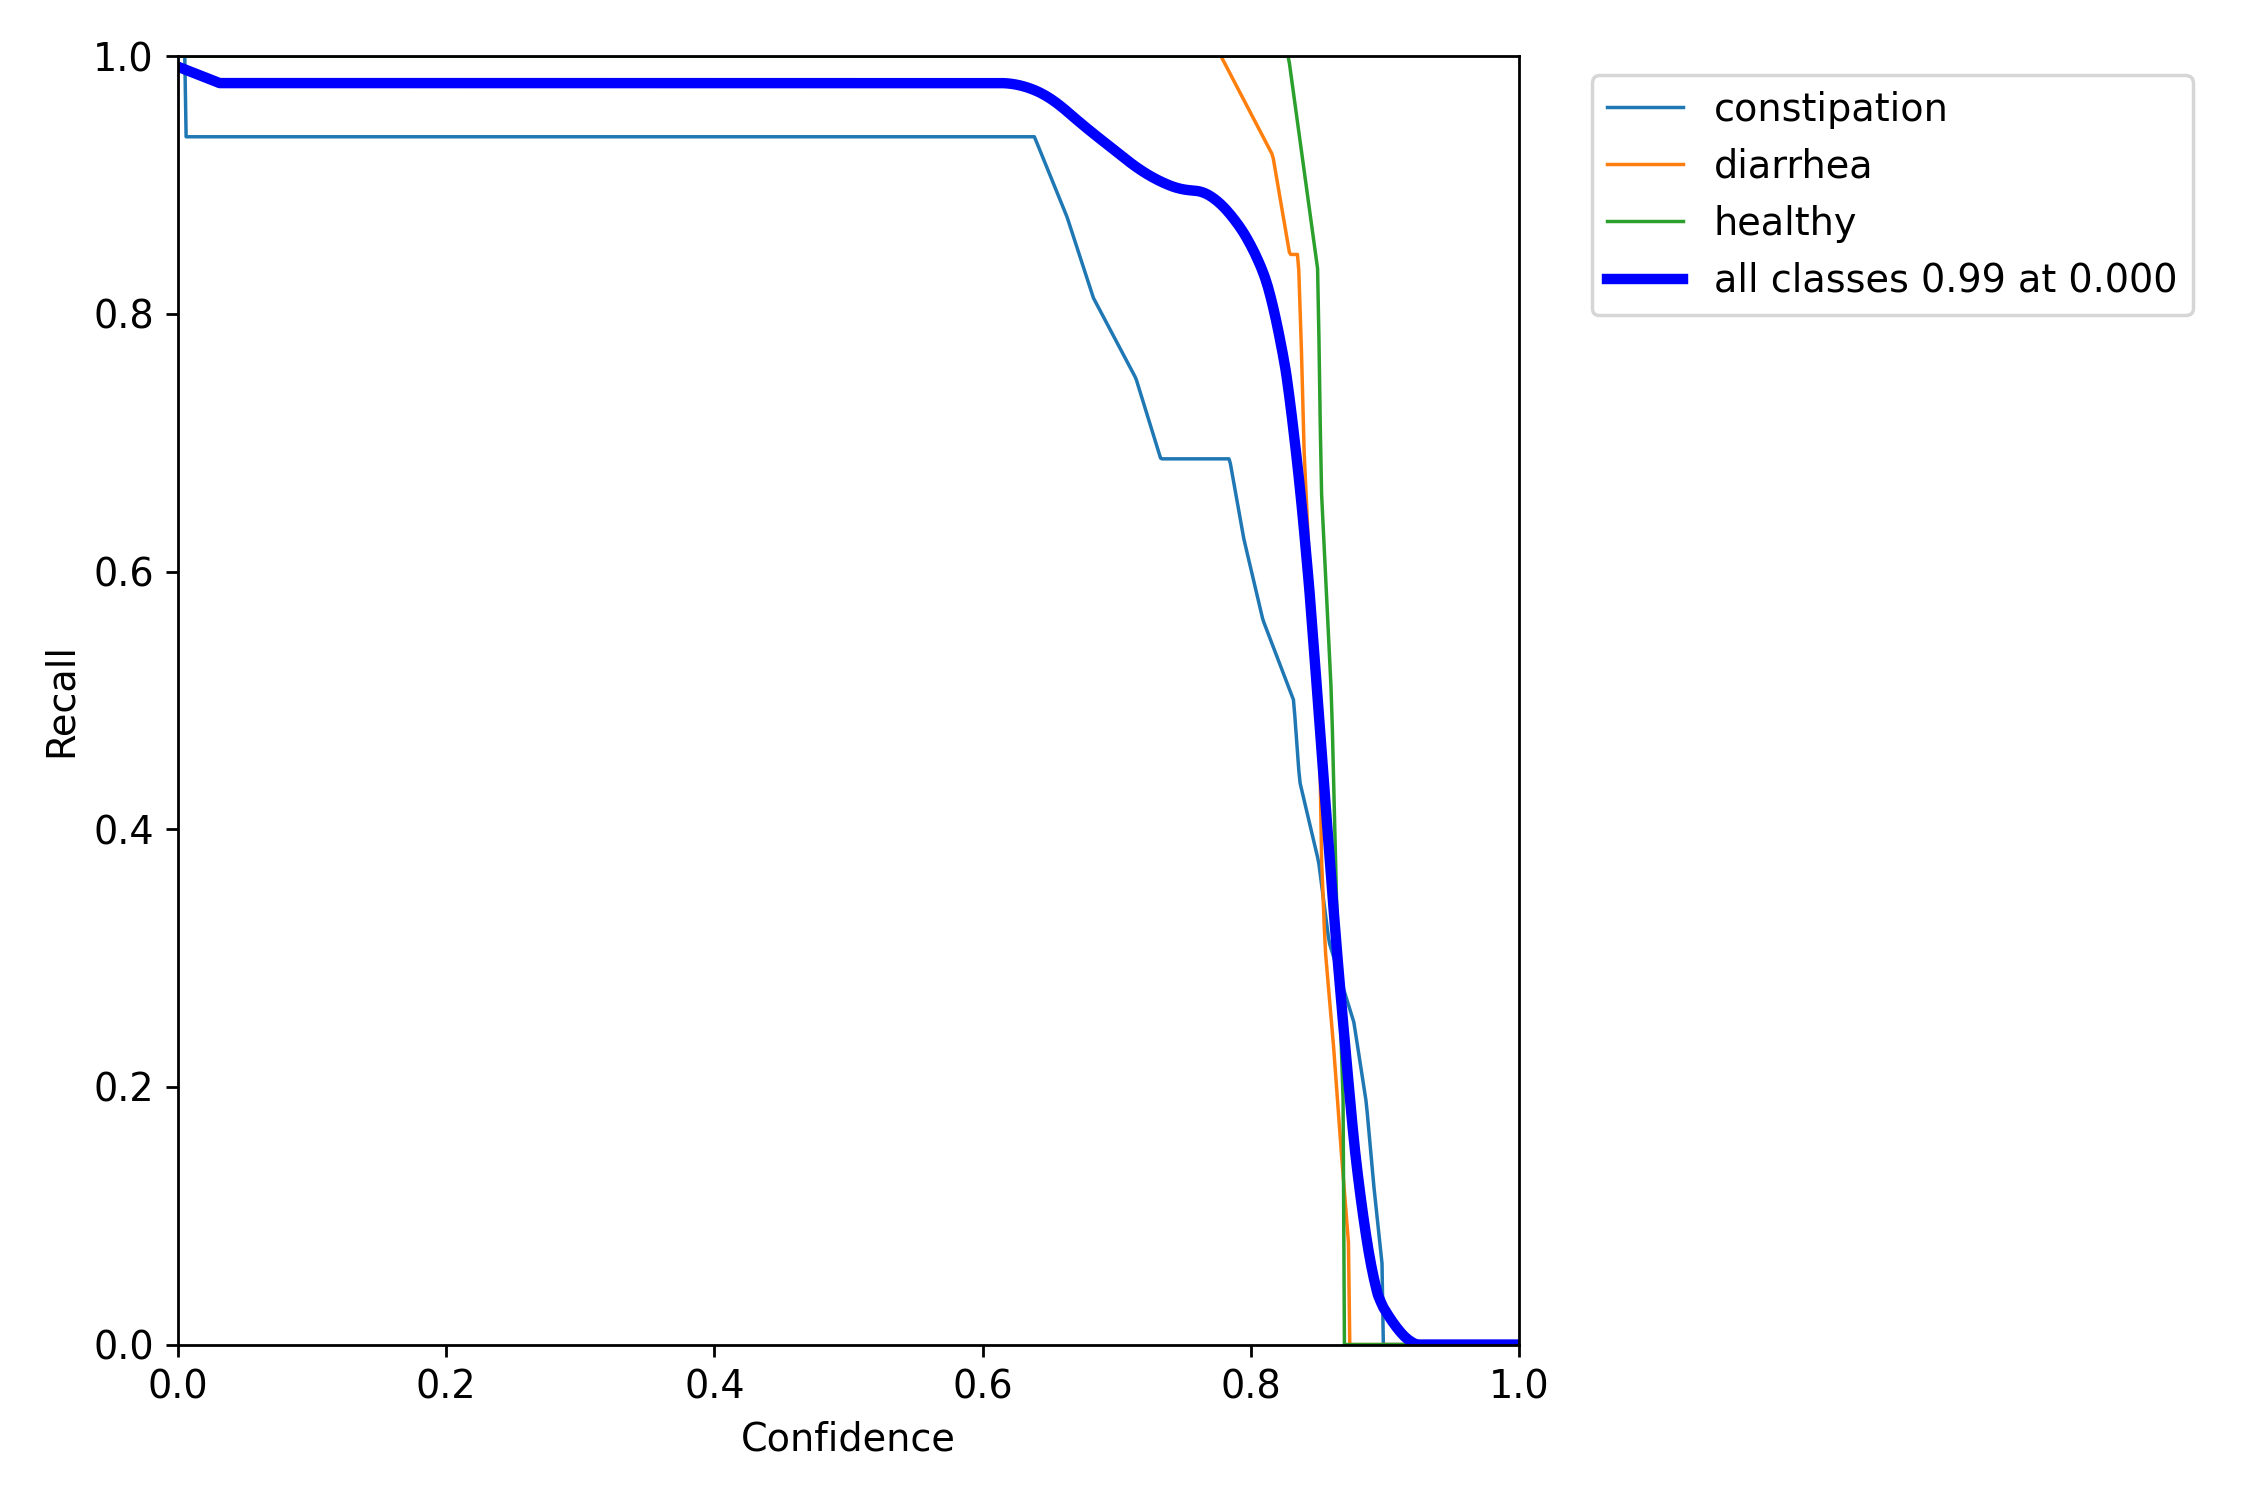 1.0
0.8
0.6
0.4
0.2
0.0
Recall
0.0 0.2 0.4 0.6 0.8 1.0
Confidence
constipation
diarrhea
healthy
all classes 0.99 at 0.000